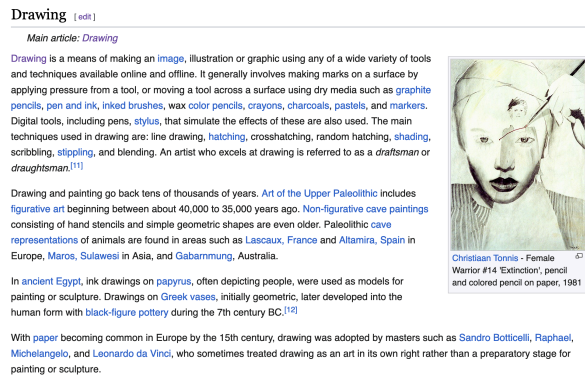 Drawing [ edit ]
Main article: Drawing
Drawing is a means of making an image, illustration or graphic using any of a wide variety of tools
and techniques available online and offline. It generally involves making marks on a surface by
applying pressure from a tool, or moving a tool across a surface using dry media such as graphite
pencils, pen and ink, inked brushes, wax color pencils, crayons, charcoals, pastels, and markers.
Digital tools, including pens, stylus, that simulate the effects of these are also used. The main
techniques used in drawing are: line drawing, hatching, crosshatching, random hatching, shading,
scribbling, stippling, and blending. An artist who excels at drawing is referred to as a draftsman or
draughtsman.[11]
Drawing and painting go back tens of thousands of years. Art of the Upper Paleolithic includes
figurative art beginning between about 40,000 to 35,000 years ago. Non-figurative cave paintings
consisting of hand stencils and simple geometric shapes are even older. Paleolithic cave
representations of animals are found in areas such as Lascaux, France and Altamira, Spain in
Europe, Maros, Sulawesi in Asia, and Gabarnmung, Australia.
In ancient Egypt, ink drawings on papyrus, often depicting people, were used as models for
painting or sculpture. Drawings on Greek vases, initially geometric, later developed into the
human form with black-figure pottery during the 7th century BC.[12]
With paper becoming common in Europe by the 15th century, drawing was adopted by masters such as Sandro Botticelli, Raphael,
Michelangelo, and Leonardo da Vinci, who sometimes treated drawing as an art in its own right rather than a preparatory stage for
painting or sculpture.
Christiaan Tonnis - Female
Warrior #14 'Extinction', pencil
and colored pencil on paper, 1981